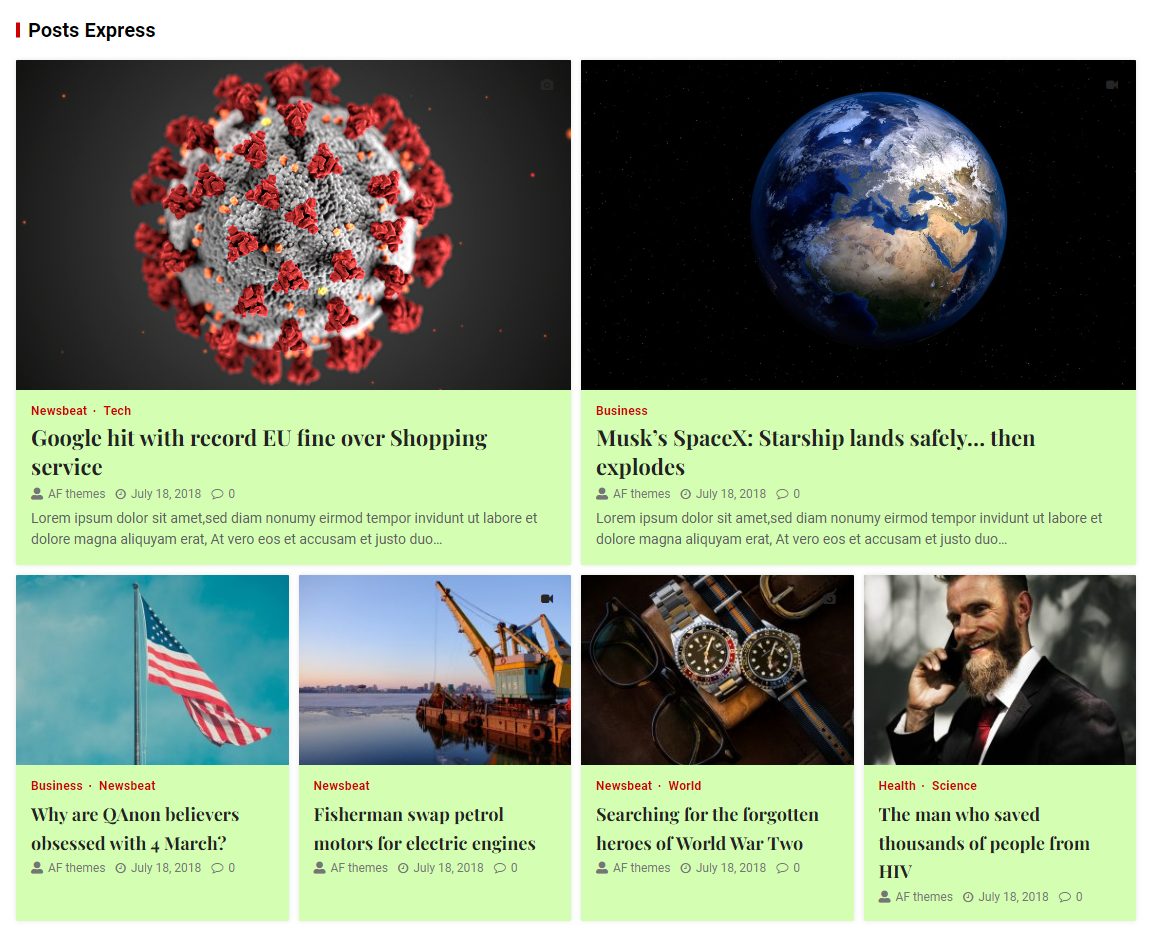 Posts Express
Newsbeat · Tech
Google hit with record EU fine over Shopping
service
AF themes July 18, 2018 0
Lorem ipsum dolor sit amet,sed diam nonumy eirmod tempor invidunt ut labore et
dolore magna aliquyam erat, At vero eos et accusam et justo duo...
Business
Musk’s SpaceX: Starship lands safely… then
explodes
AF themes July 18, 2018 0
Lorem ipsum dolor sit amet,sed diam nonumy eirmod tempor invidunt ut labore et
dolore magna aliquyam erat, At vero eos et accusam et justo duo...
Business · Newsbeat
Why are QAnon believers
obsessed with 4 March?
AF themes July 18, 2018 0
Newsbeat
Fisherman swap petrol
motors for electric engines
AF themes July 18, 2018 0
Newsbeat · World
Searching for the forgotten
heroes of World War Two
AF themes July 18, 2018 0
Health · Science
The man who saved
thousands of people from
HIV
AF themes July 18, 2018 0